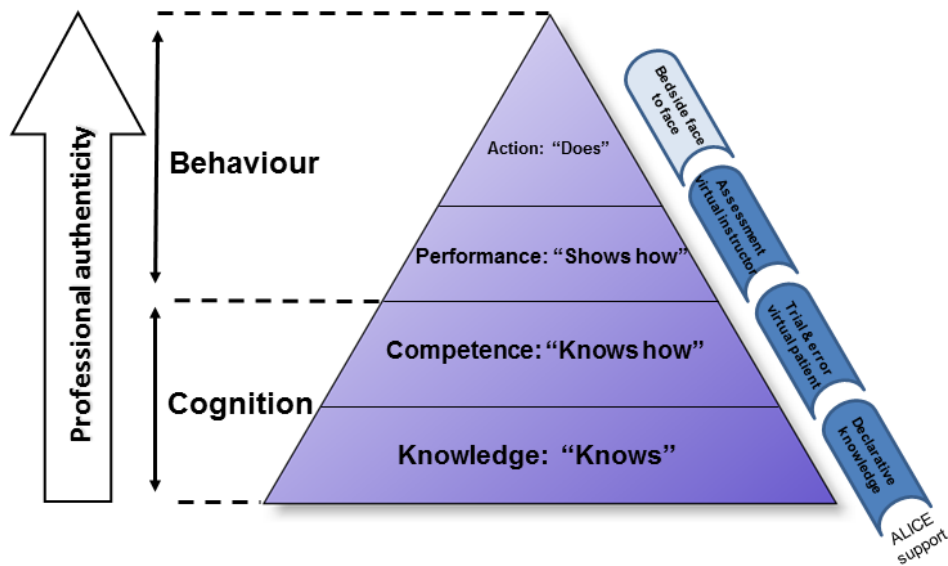 Professional authenticity
Behaviour
Cognition
Action: “Does”
Performance: “Shows how”
Competence: “Knows how”
Knowledge: “Knows”
Bedside face
to face
Assessment
virtual instructor
Trial & error
virtual patient
Declarative
knowledge
ALICE
support